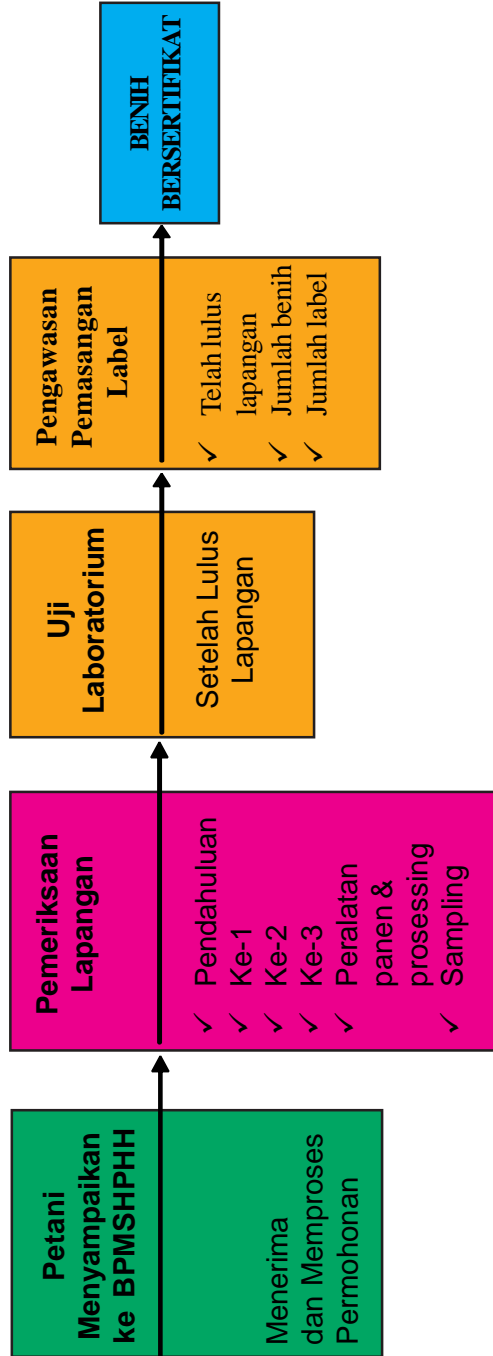 Petani
Menyampaikan
ke BPMSHPHH
Menerima
dan Memproses
Permohonan
Pemeriksaan
Lapangan
✓ Pendahuluan
✓ Ke-1
✓ Ke-2
✓ Ke-3
✓ Peralatan
panen &
prosessing
✓ Sampling
Uji
Laboratorium
Setelah Lulus
Lapangan
Pengawasan
Pemasangan
Label
✓ Telah lulus
lapangan
✓ Jumlah benih
✓ Jumlah label
BENIH
BERSERTIFIKAT